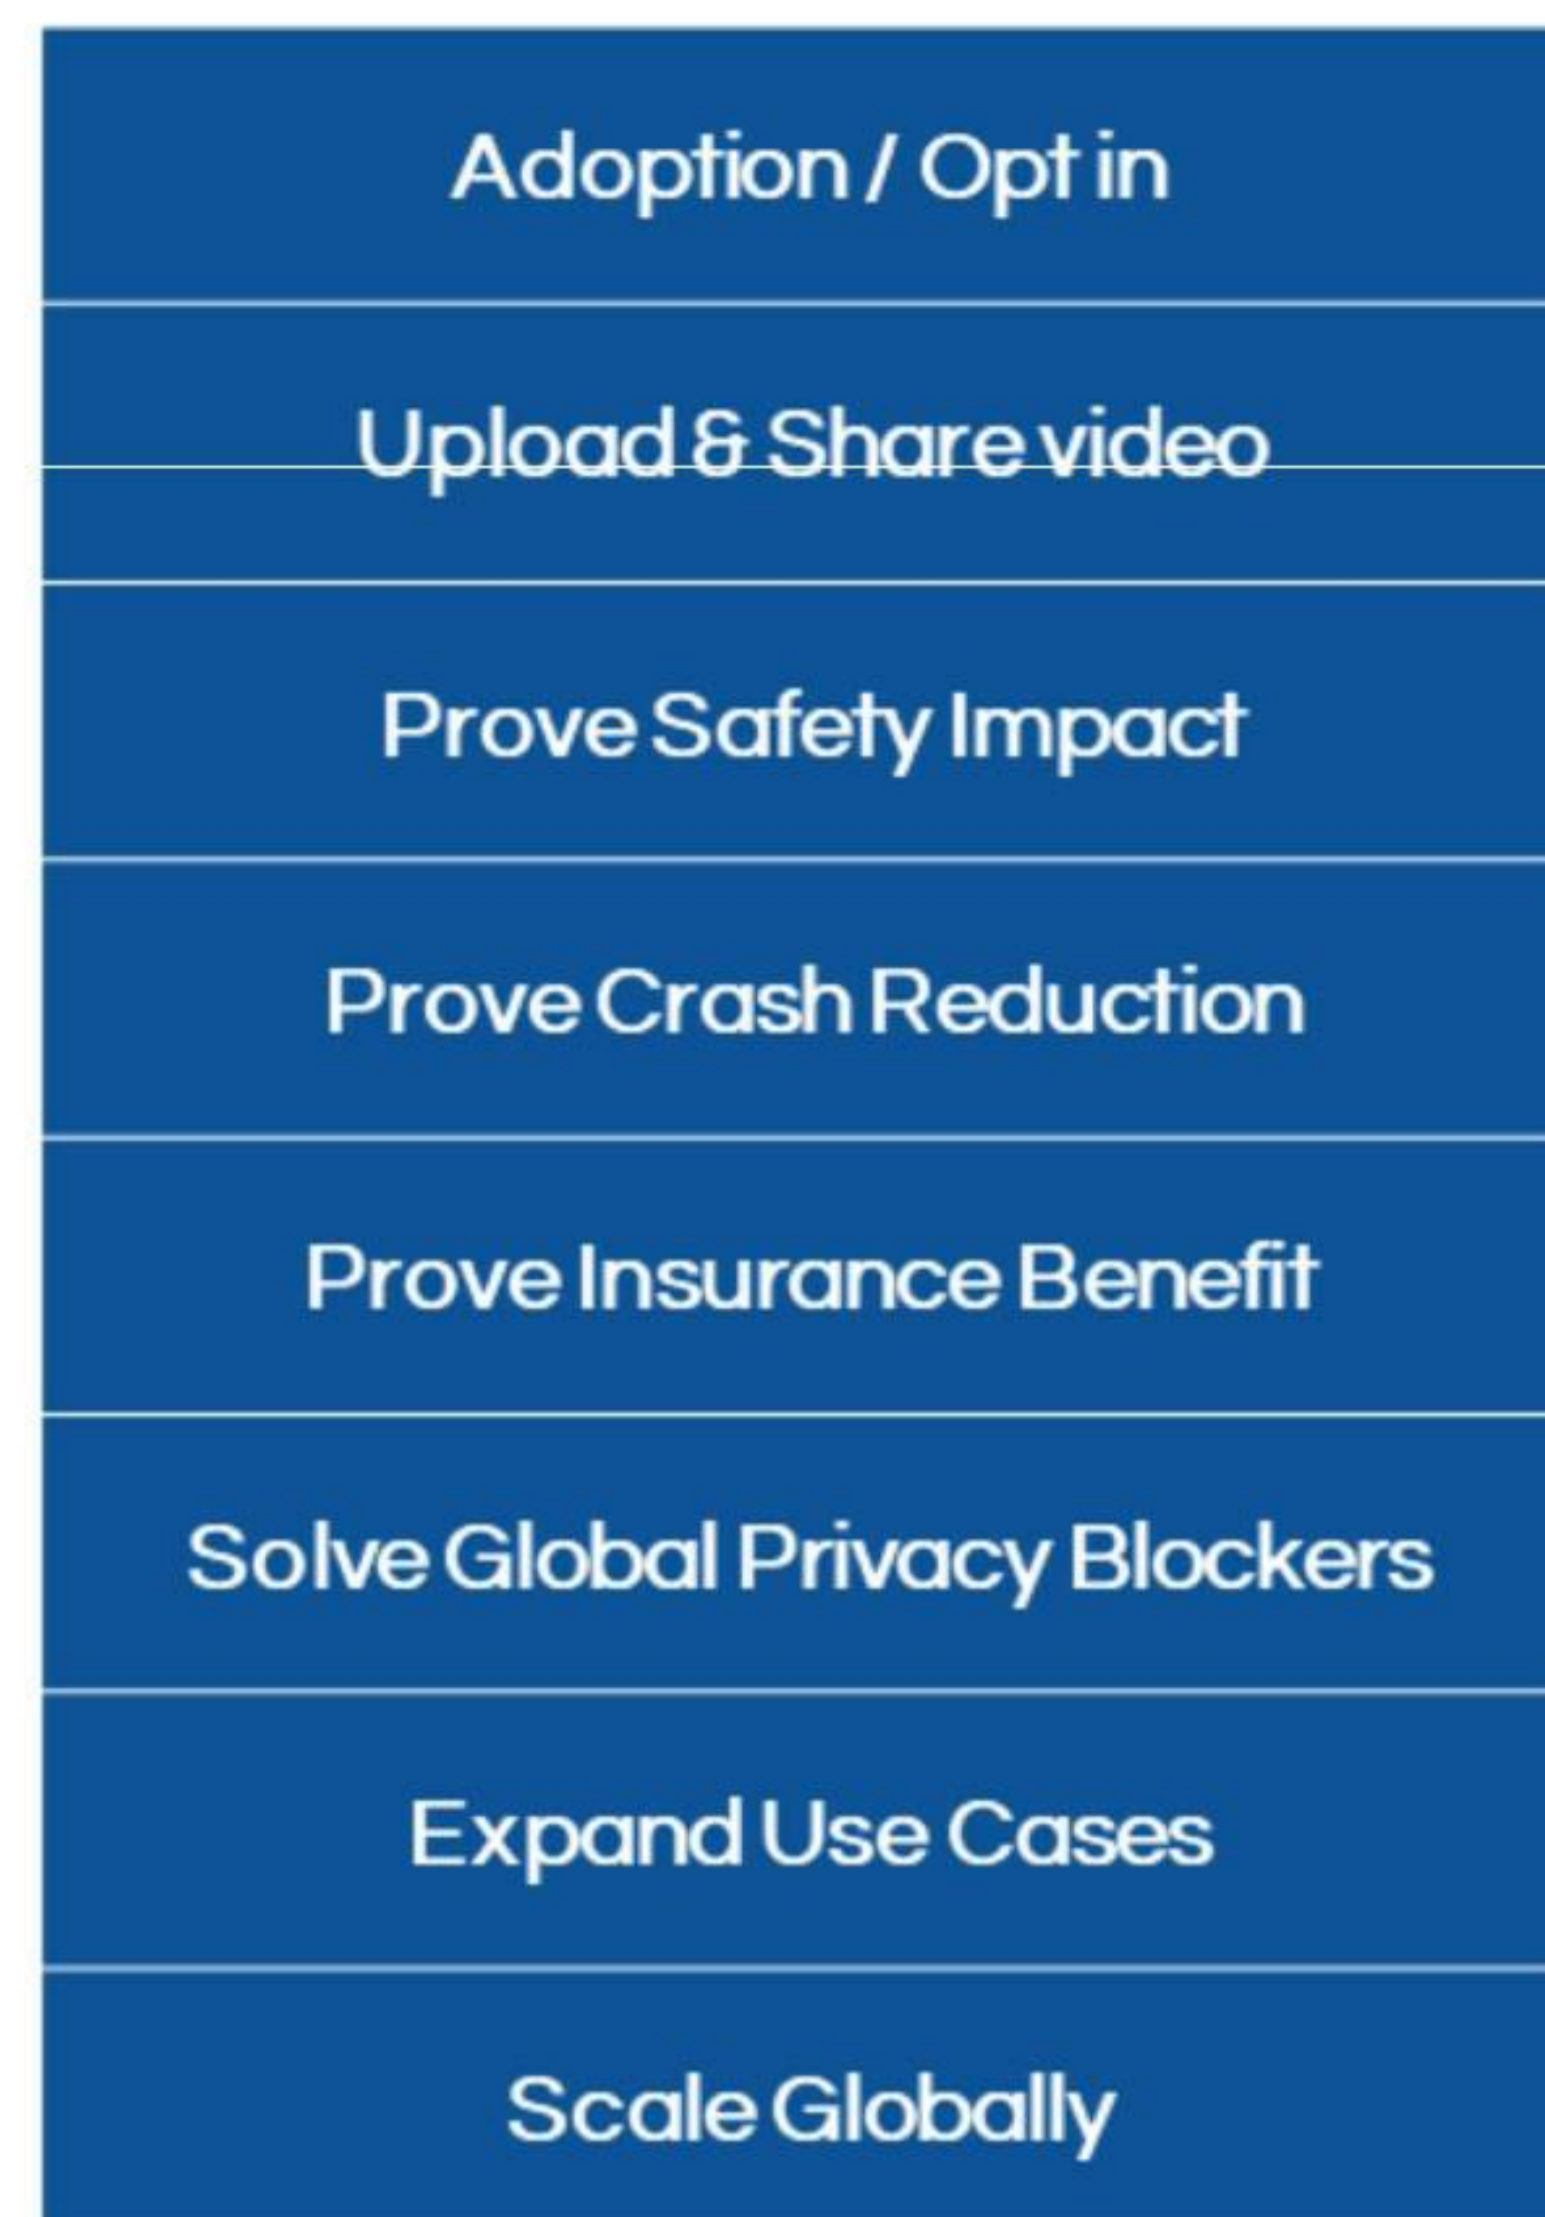 Adoption / Opt in
Upload & Share video
Prove Safety Impact
Prove Crash Reduction
Prove Insurance Benefit
Solve Global Privacy Blockers
Expand Use Cases
Scale Globally